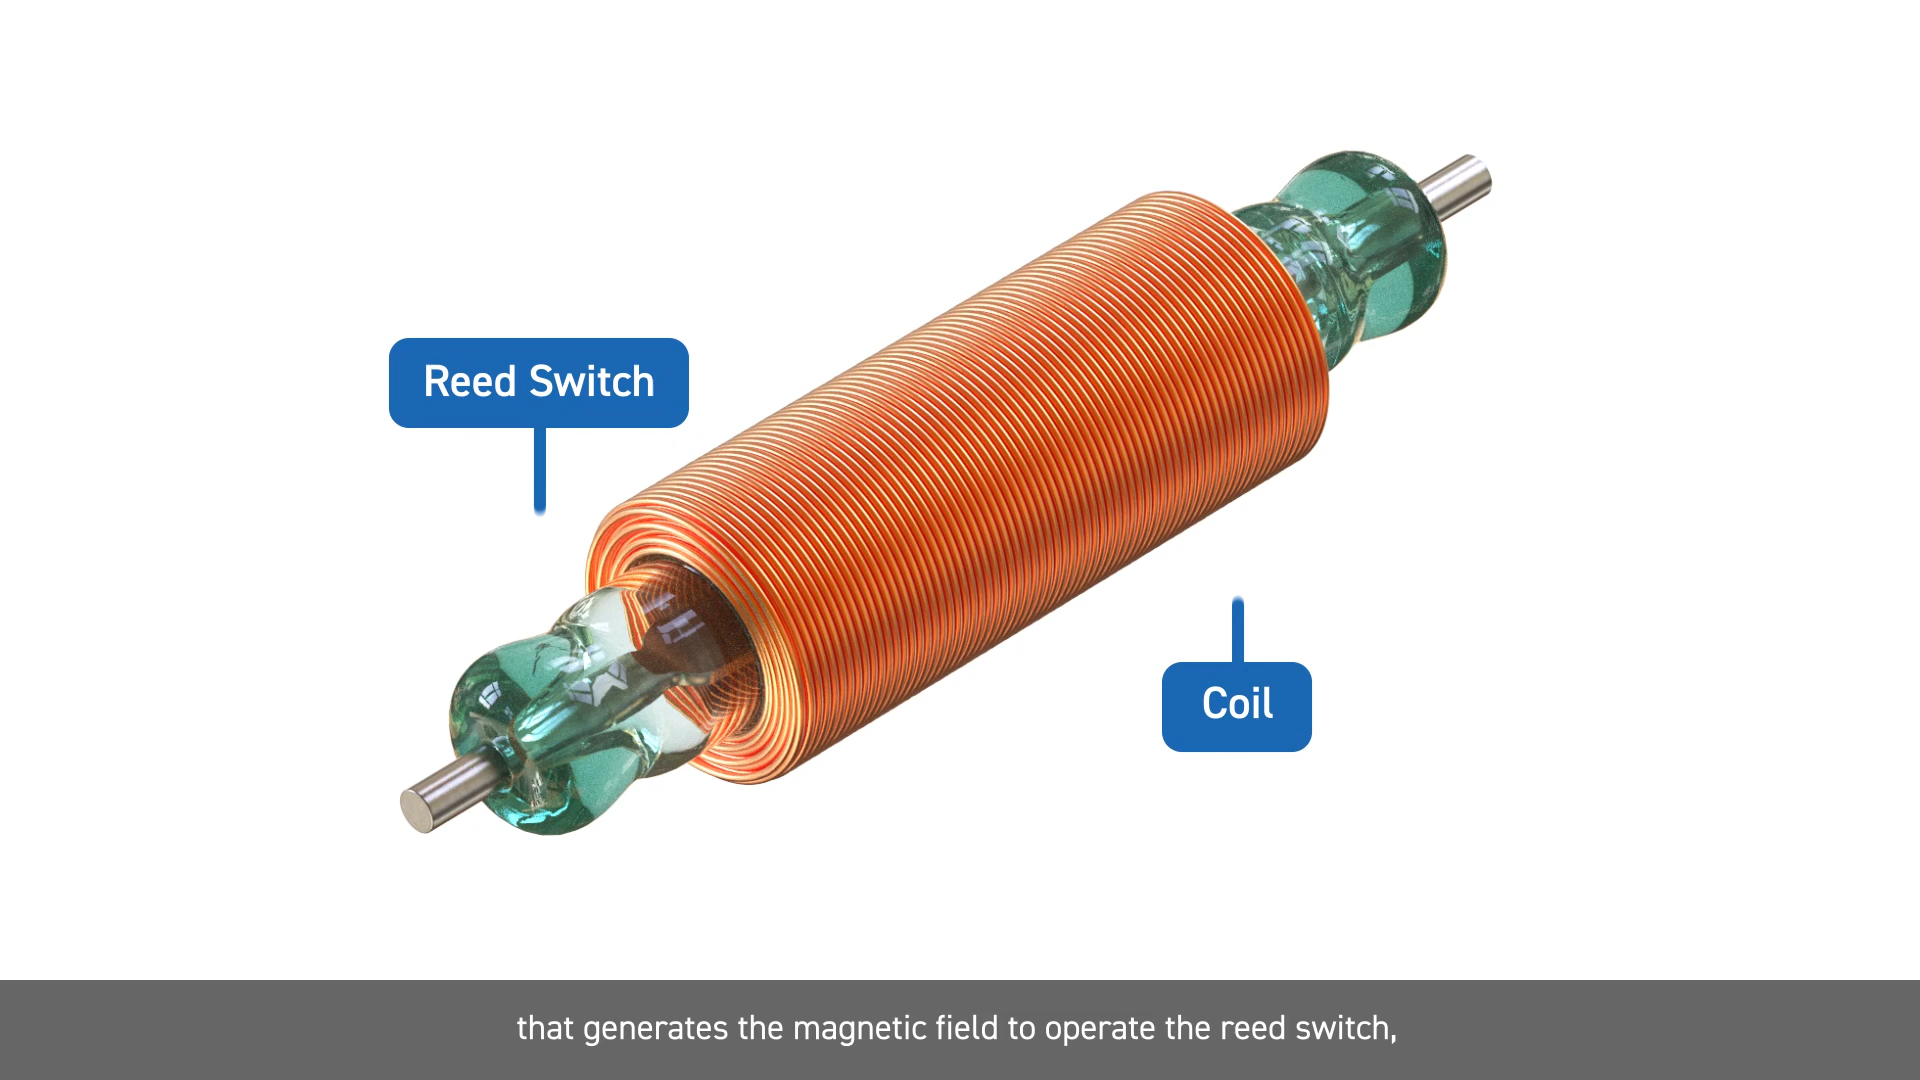 Reed Switch
Coil
that generates the magnetic field to operate the reed switch,